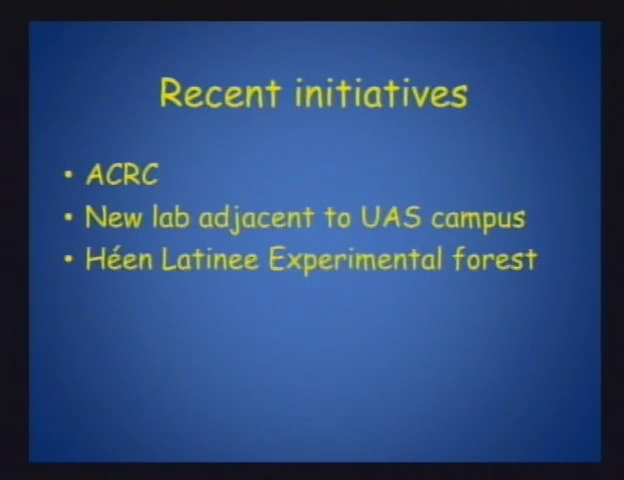 Recent initiatives
• ACRC
• New lab adjacent to UAS campus
• Héen Latinee Experimental forest